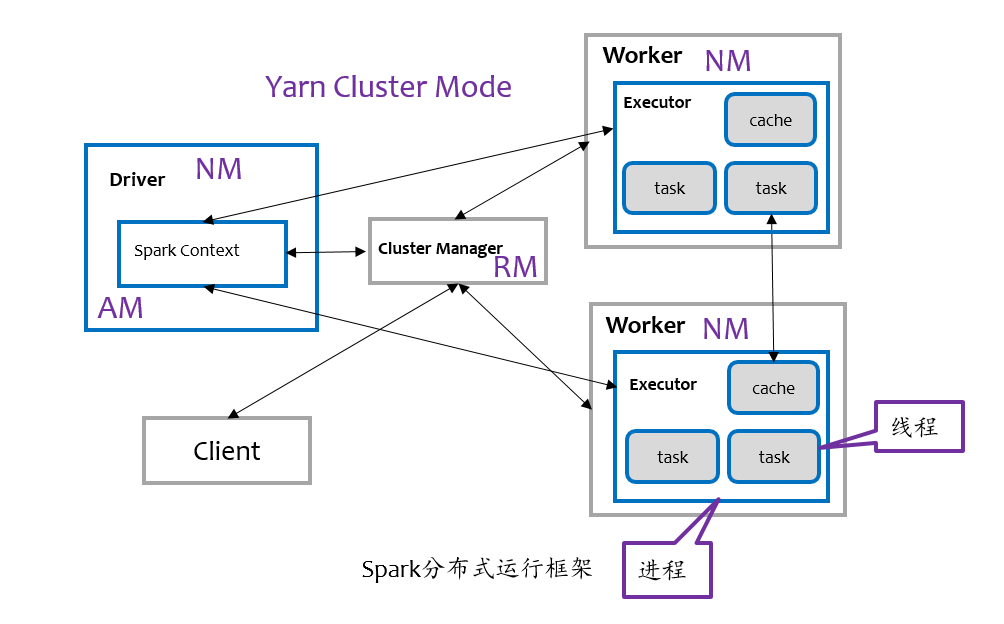 Yarn Cluster Mode
Worker NM
Executor
cache
task
task
Driver NM
Spark Context
AM
Cluster Manager
RM
Client
Worker NM
Executor
cache
task
task
线程
进程
Spark分布式运行框架